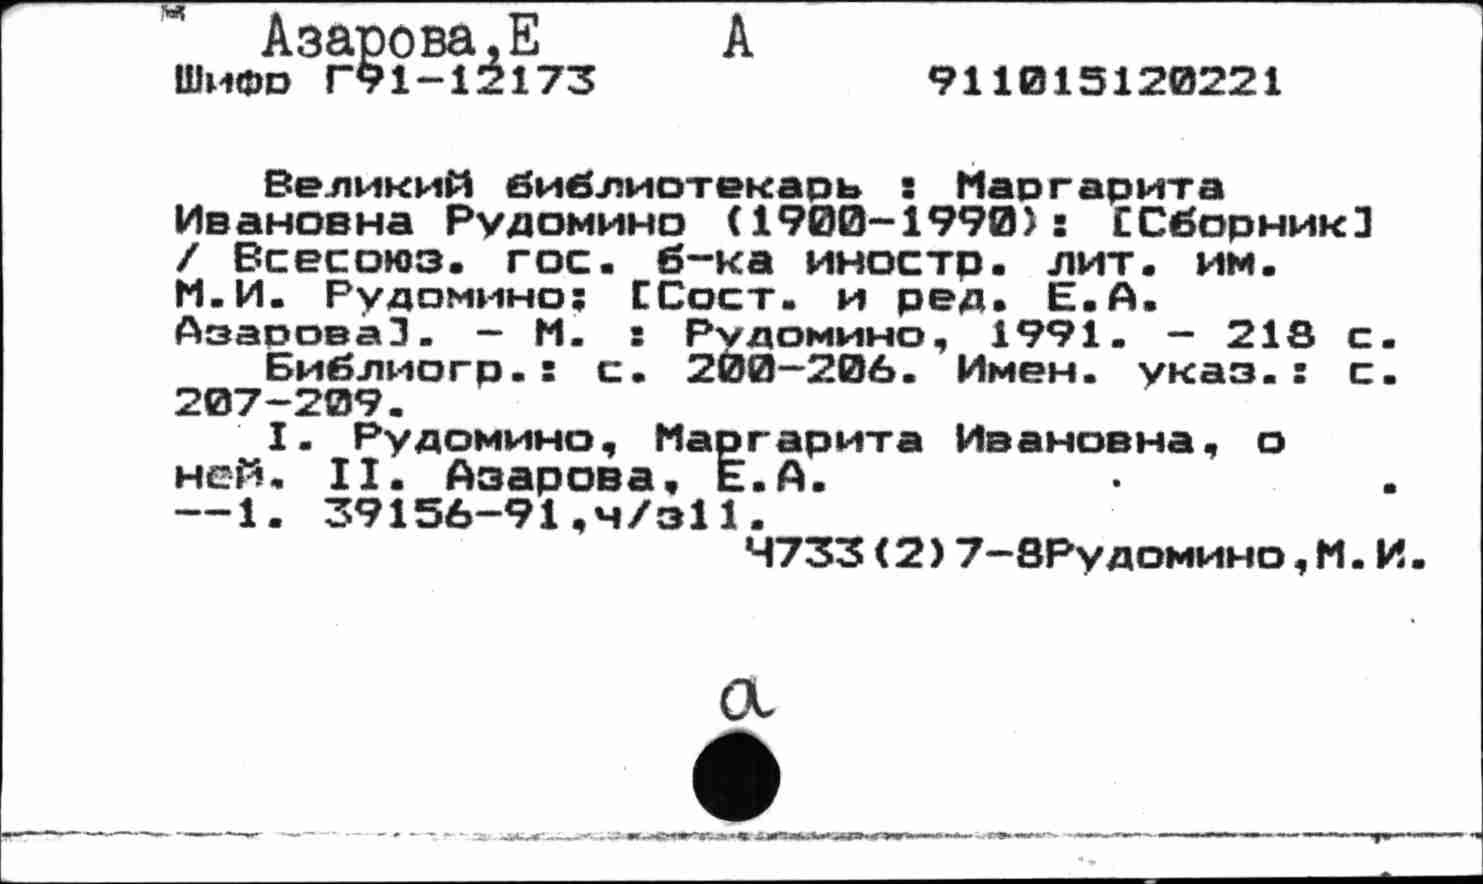 Азарова,Е А
Шифр Г91-12173 911015120221
Великий библиотекарь : Маргарита
Ивановна Рудомино (1900-1990): [Сборник]
/ Всесоюз. гос. б-ка иностр. лит. им.
М.И. Рудомино; [Сост. и ред. Е.А.
Азарова]. - М. : Рудомино, 1991. - 218 с.
Библиогр.: с. 200-206. Имен. указ.: с.
207-209.
I. Рудомино, Маргарита Ивановна, о
ней. II. Азарова, Е.А.
--1. 39156-91,ч/з11.
Ч733(2)7-8Рудомино,М.И.
а